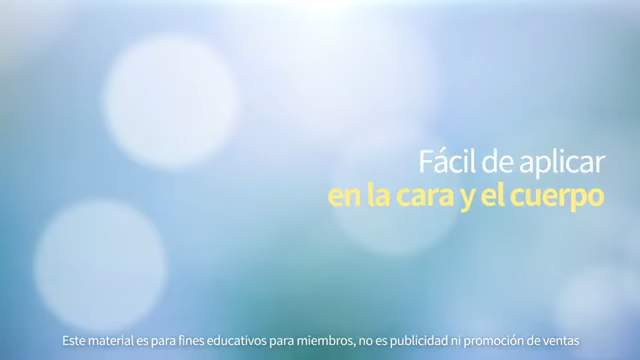 Fácil de aplicar
en la cara y el cuerpo
Este material es para fines educativos para miembros, no es publicidad ni promoción de ventas